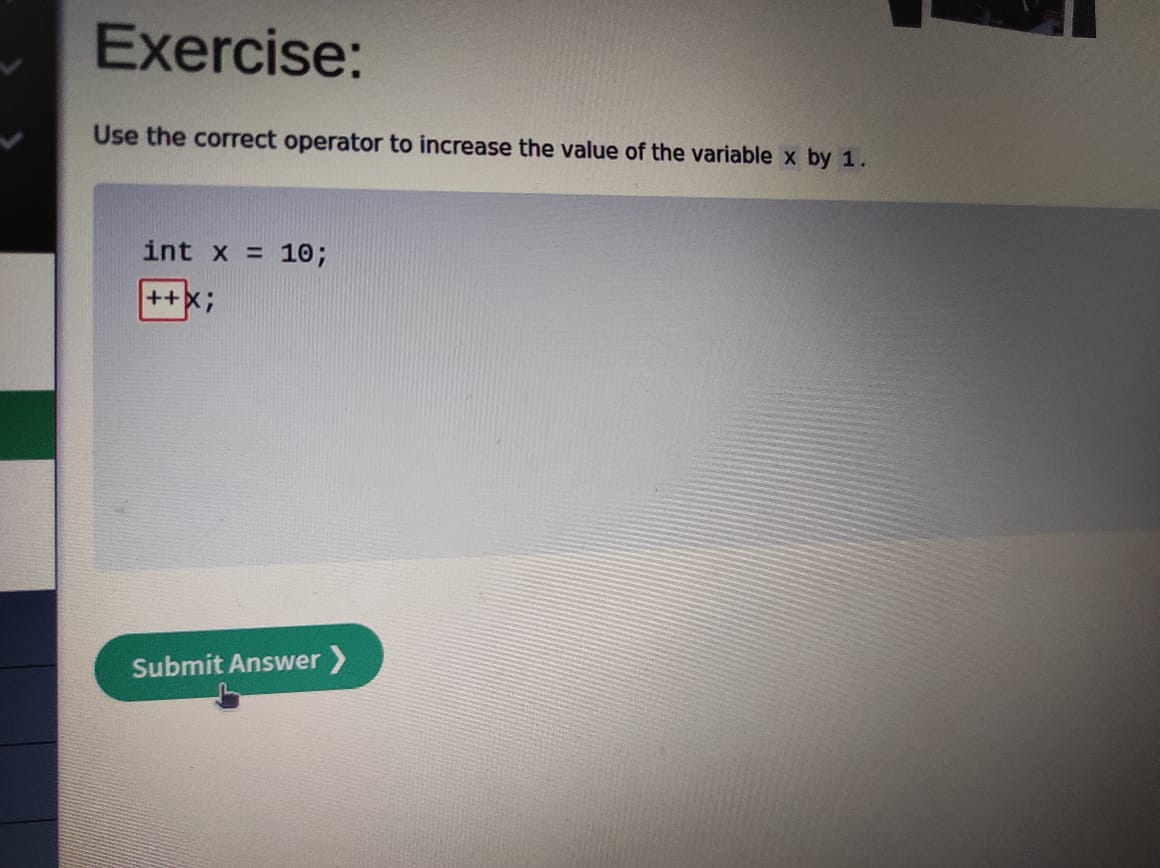 Exercise:
Use the correct operator to increase the value of the variable x by 1.
int x = 10;
++x;
Submit Answer ❯